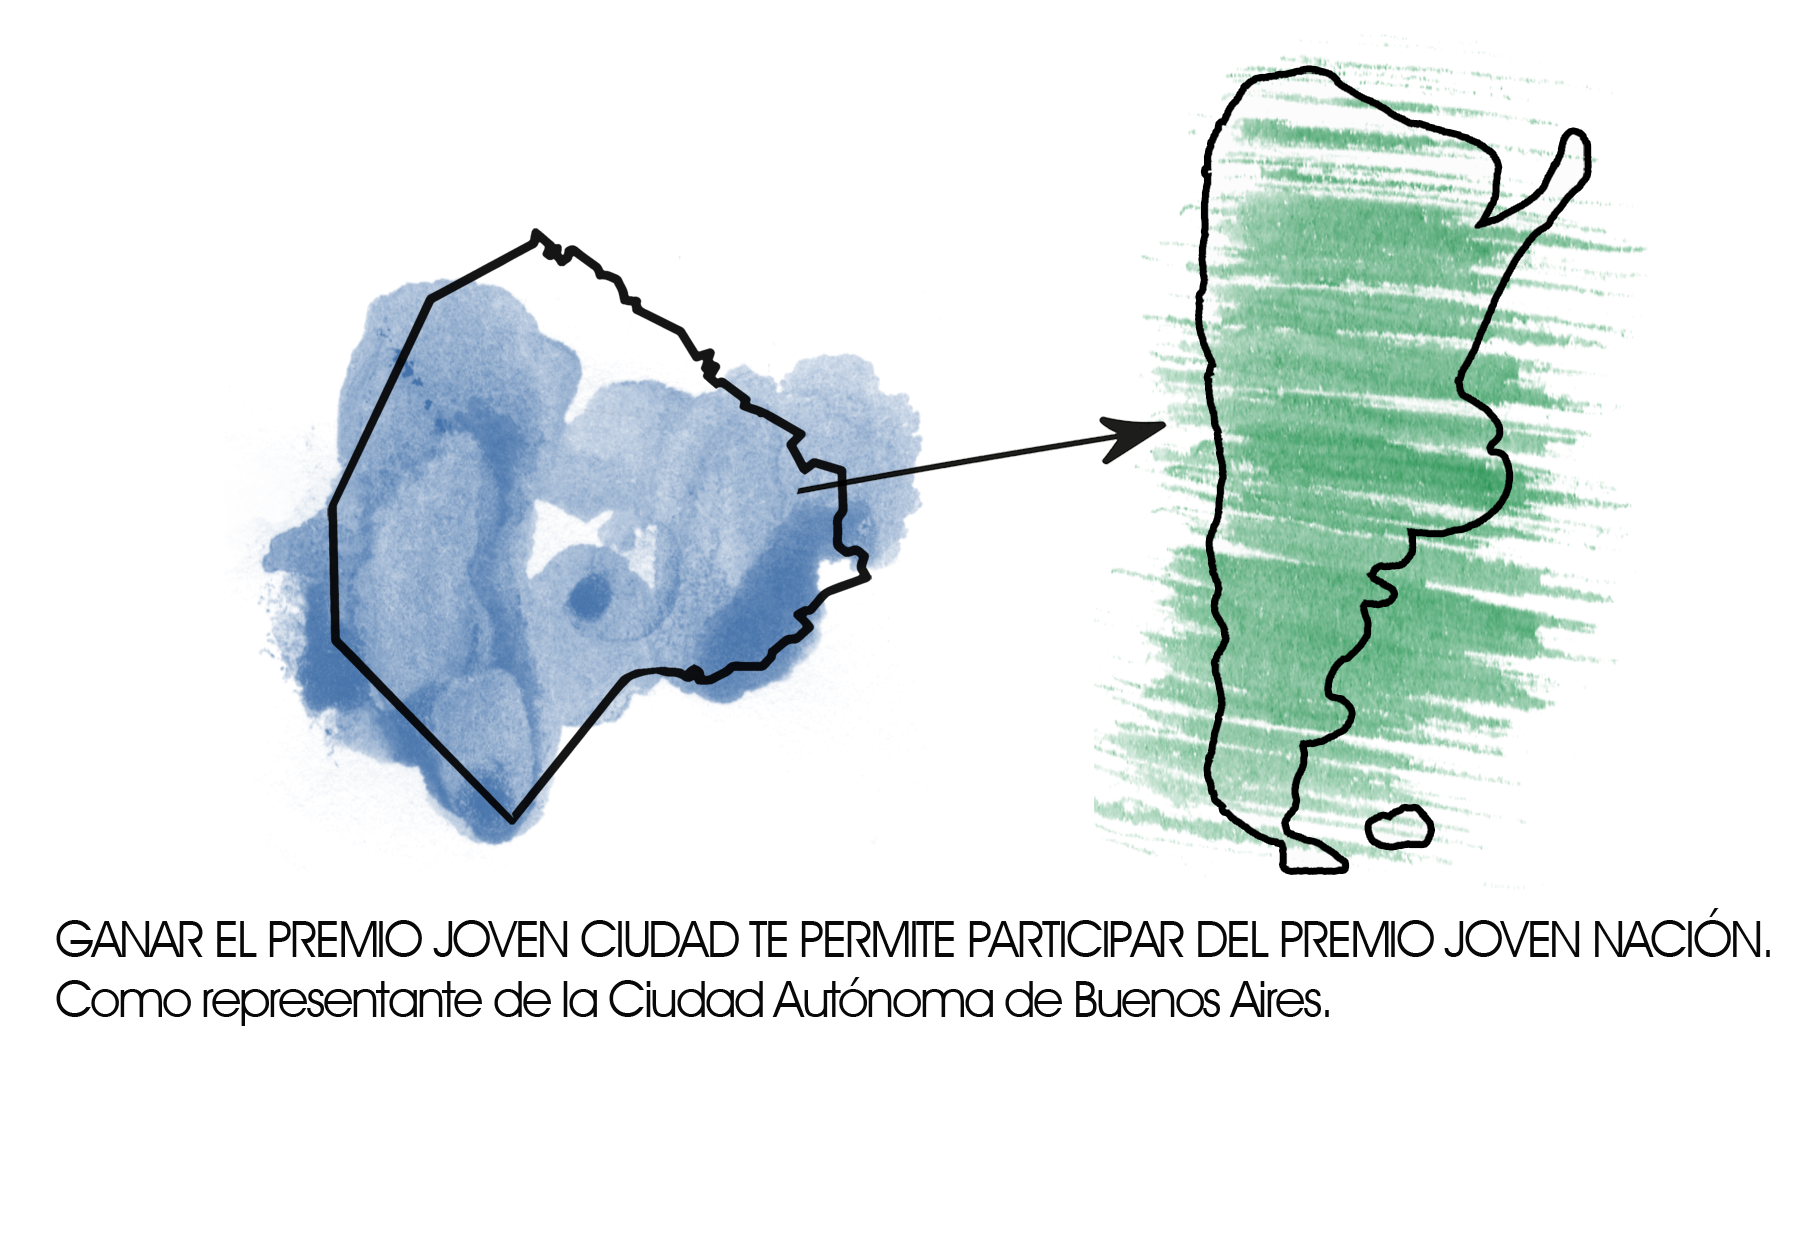 GANAR EL PREMIO JOVEN CIUDAD TE PERMITE PARTICIPAR DEL PREMIO JOVEN NACIÓN.
Como representante de la Ciudad Autónoma de Buenos Aires.